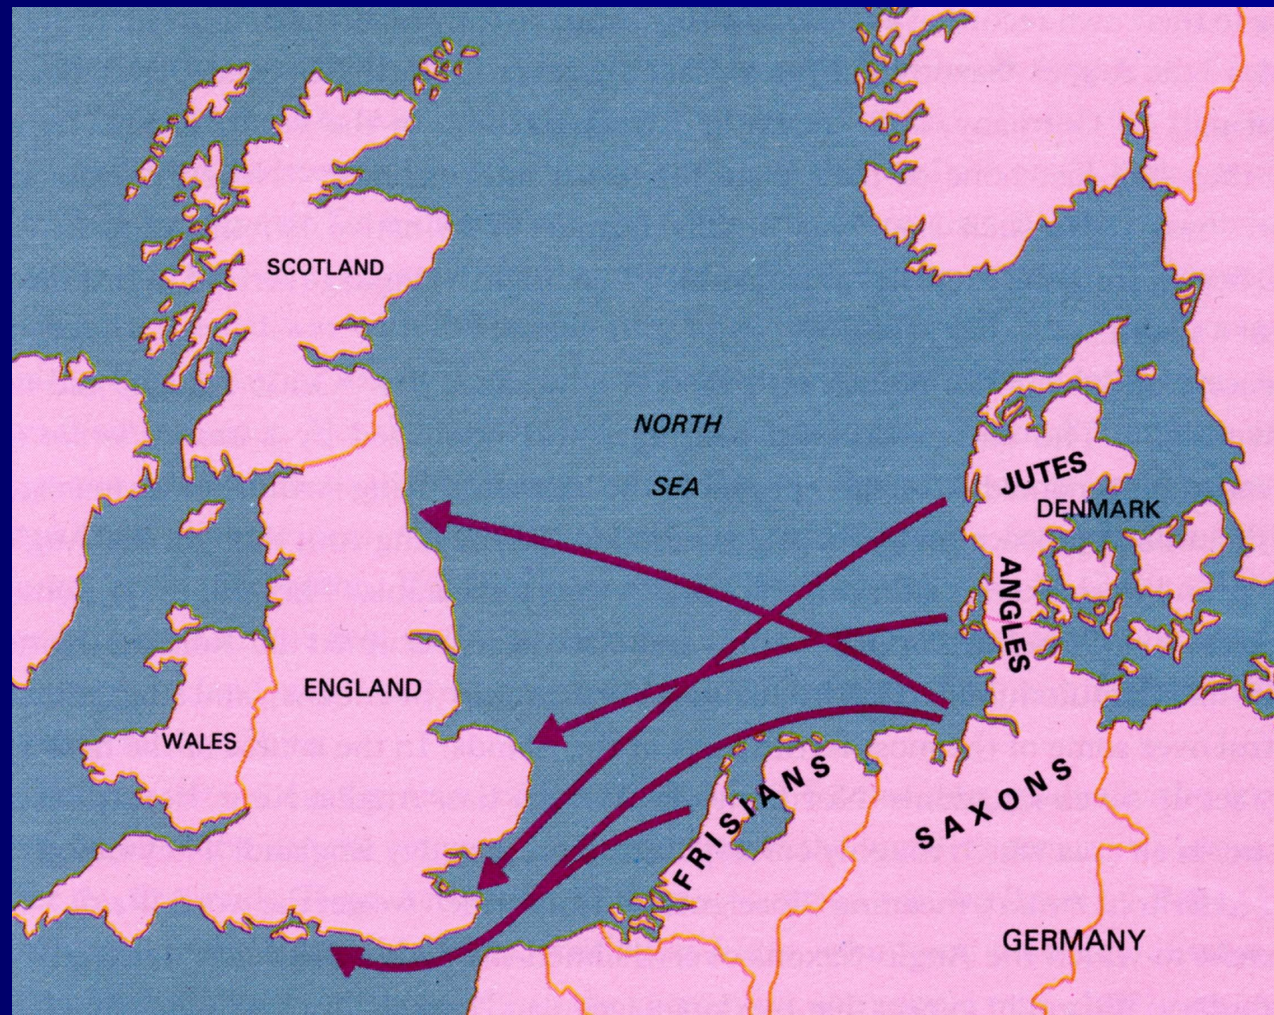 SCOTLAND
NORTH
SEA
JUTES
DENMARK
ANGLES
ENGLAND
WALES
FRISIANS
SAXONS
GERMANY